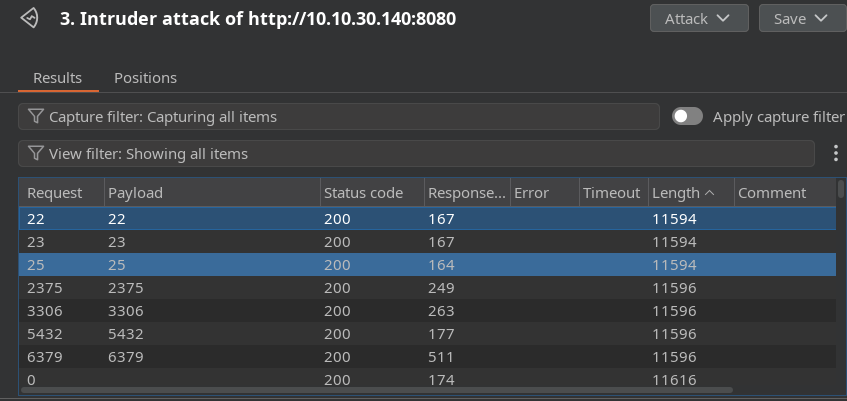 3. Intruder attack of http://10.10.30.140:8080
Attack
Save
Results
Positions
Capture filter: Capturing all items
Apply capture filter
View filter: Showing all items
Request Payload Status code Response... Error Timeout Length Comment
22 22 200 167 11594
23 23 200 167 11594
25 25 200 164 11594
2375 2375 200 249 11596
3306 3306 200 263 11596
5432 5432 200 177 11596
6379 6379 200 511 11596
0 200 174 11616